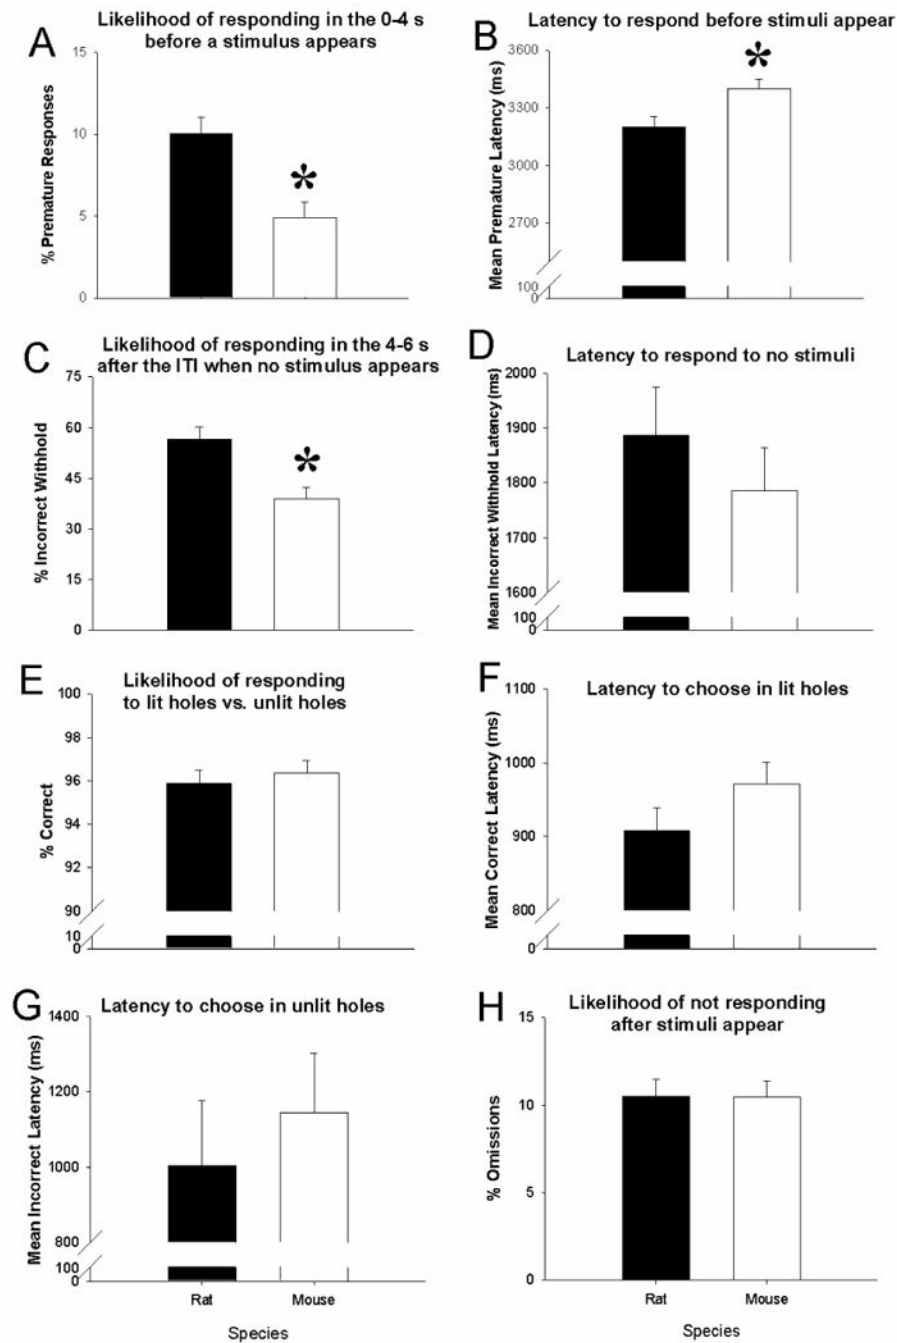 A
Likelihood of responding in the 0-4 s
before a stimulus appears
% Premature Responses
15
10
5
0
*
B
Latency to respond before stimuli appear
Mean Premature Latency (ms)
3600
3300
3000
2700
100
0
*
C
Likelihood of responding in the 4-6 s
after the ITI when no stimulus appears
% Incorrect Withhold
75
60
45
30
15
0
*
D
Latency to respond to no stimuli
Mean Incorrect Withhold Latency (ms)
2000
1900
1800
1700
1600
100
0
E
Likelihood of responding
to lit holes vs. unlit holes
% Correct
100
98
96
94
92
90
10
0
F
Latency to choose in lit holes
Mean Correct Latency (ms)
1100
1000
900
800
0
G
Latency to choose in unlit holes
Mean Incorrect Latency (ms)
1400
1200
1000
800
100
0
Rat Mouse
Species
H
Likelihood of not responding
after stimuli appear
% Omissions
15
10
5
0
Rat Mouse
Species